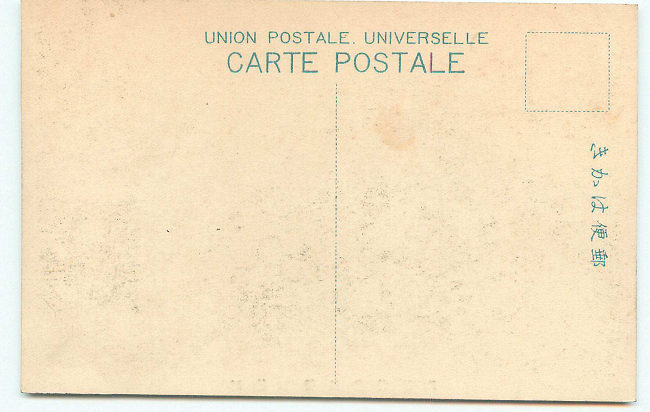 UNION POSTALE. UNIVERSELLE
CARTE POSTALE
郵便はかき